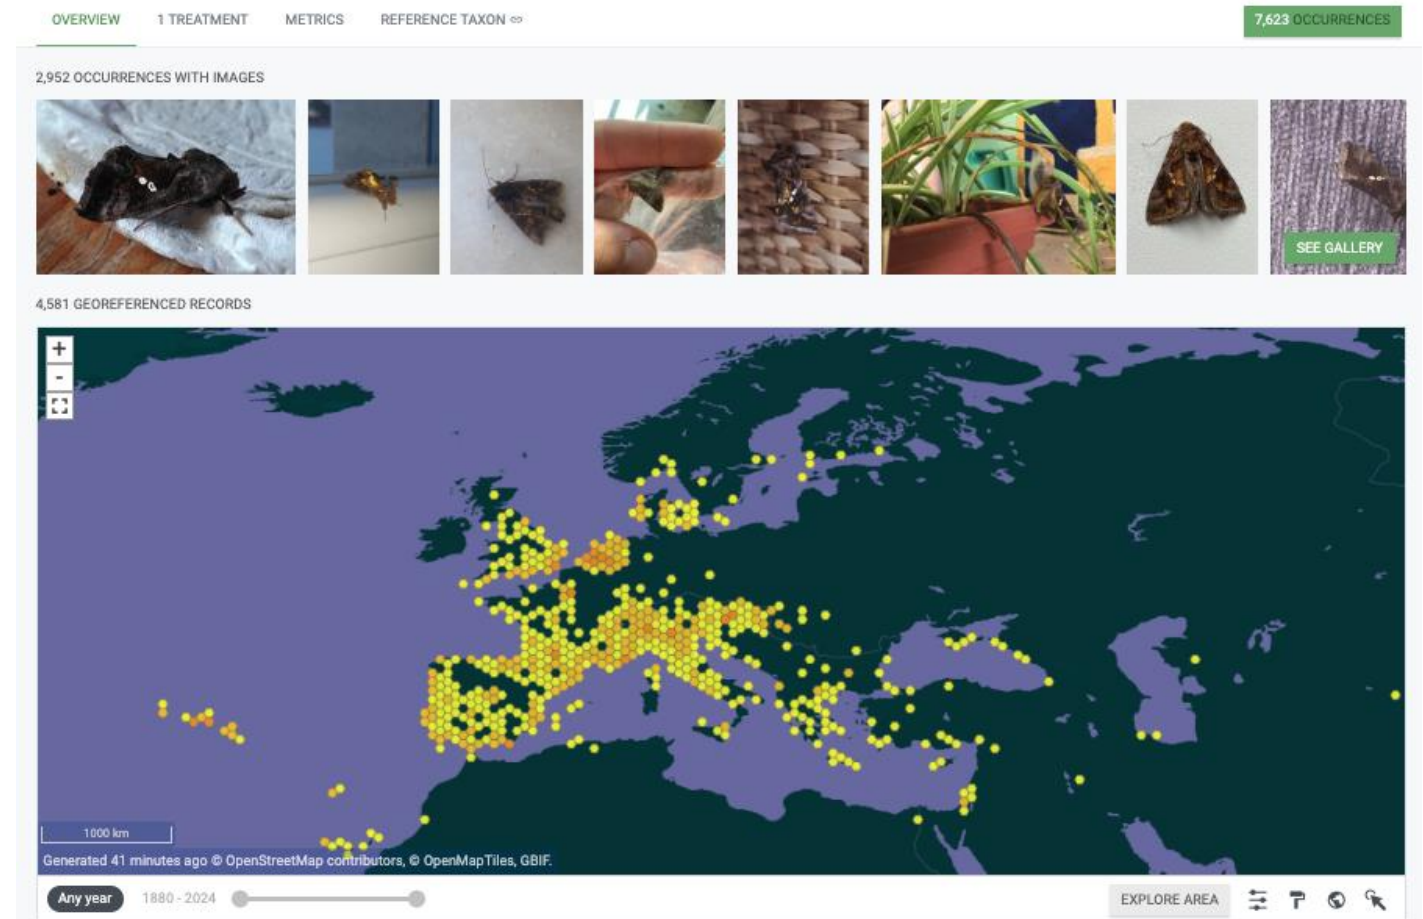 OVERVIEW 1 TREATMENT METRICS REFERENCE TAXON 7,623 OCCURRENCES
2,952 OCCURRENCES WITH IMAGES
SEE GALLERY
4,581 GEOREFERENCED RECORDS
+
-
1000 km
Generated 41 minutes ago © OpenStreetMap contributors, © OpenMapTiles, GBIF.
Any year 1880 - 2024 EXPLORE AREA